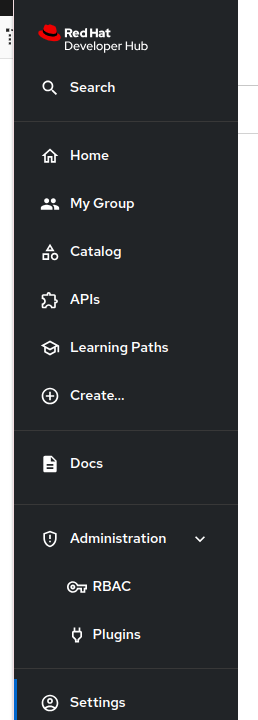 Red Hat
Developer Hub
Search
Home
My Group
Catalog
APIs
Learning Paths
Create...
Docs
Administration
RBAC
Plugins
Settings